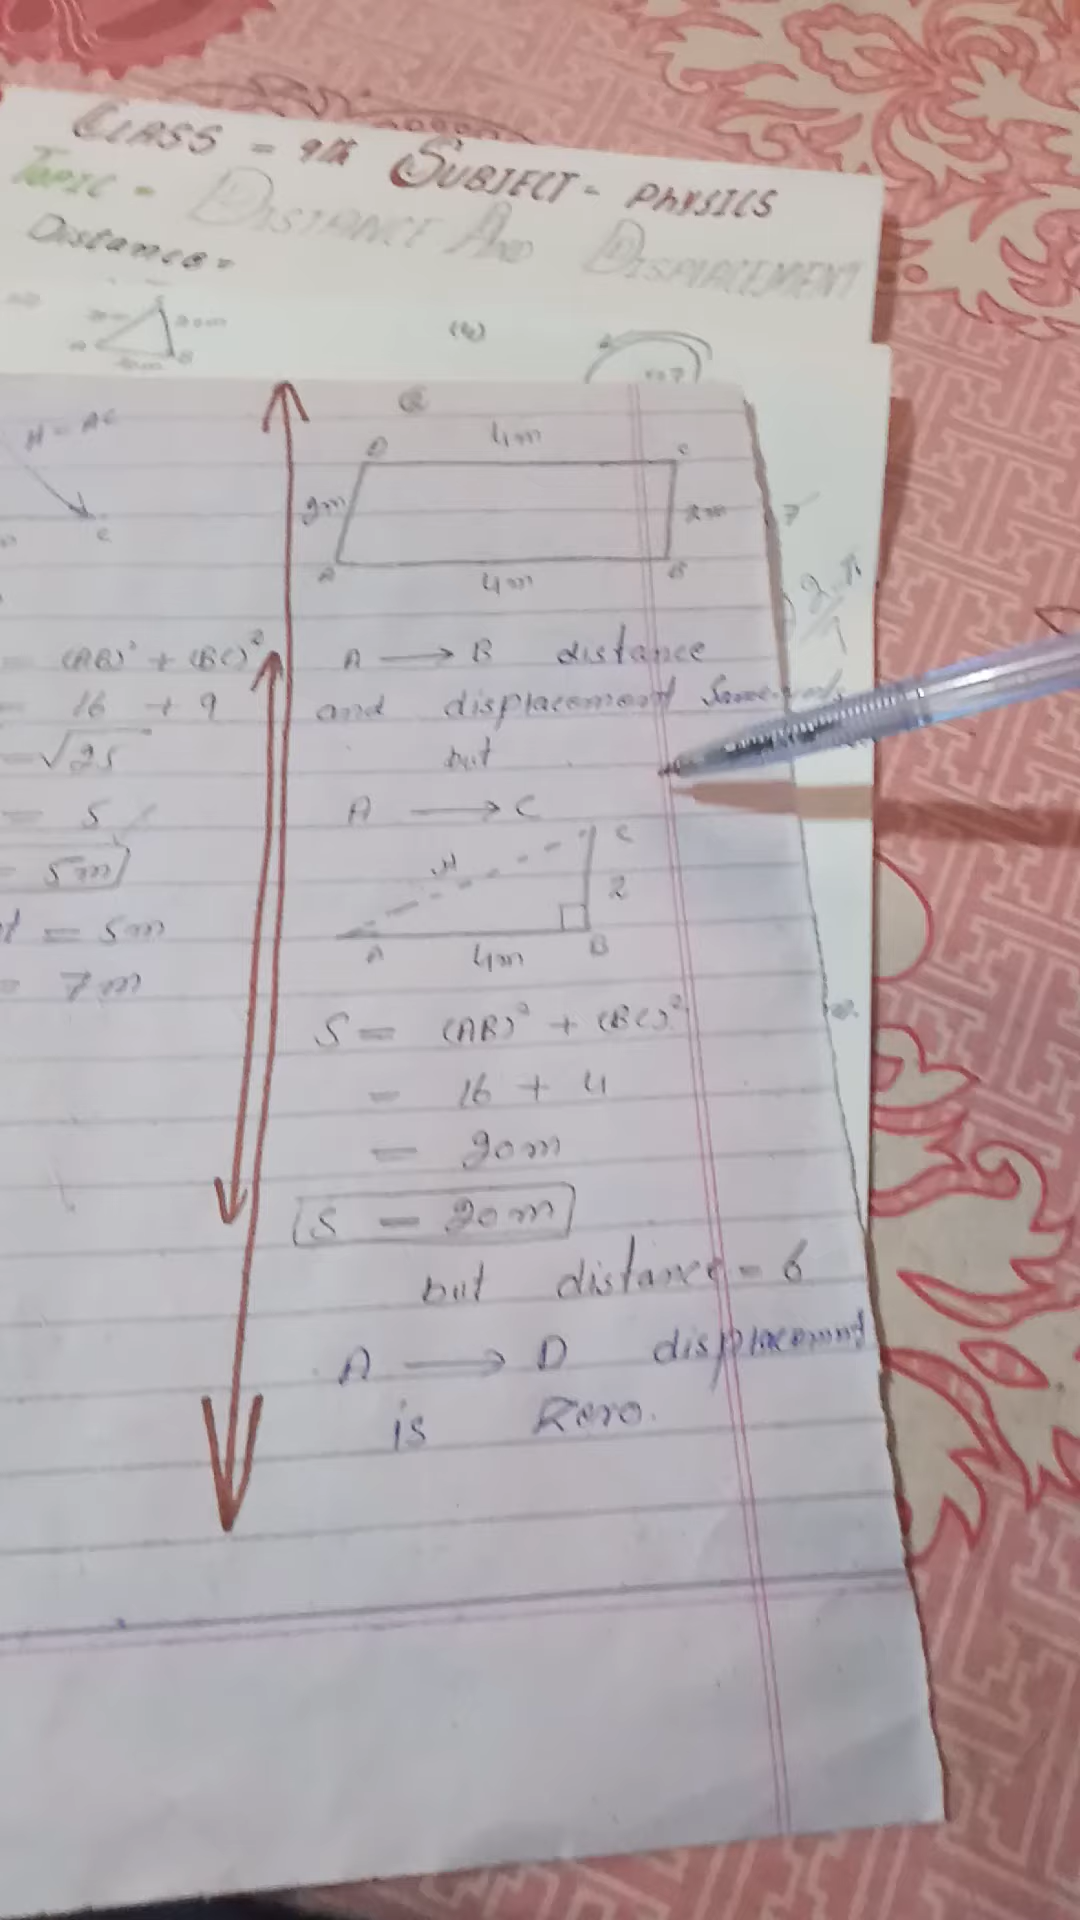 CLASS = 9th SUBJECT = PHYSICS
TOPIC = DISTANCE AND DISPLACEMENT
Distance =
(b)
H = AC
C
4m
D C
2m 2m
A B
4m
= (AB)² + (BC)²
= 16 + 9
= √25
= 5
= 5m
= 5m
= 7m
A → B distance
and displacement Same
but
A → C
C
H
2
A B
4m
S = (AB)² + (BC)²
= 16 + 4
= 20m
S = 20m
but distance = 6
A → D displacemnt
is Zero.